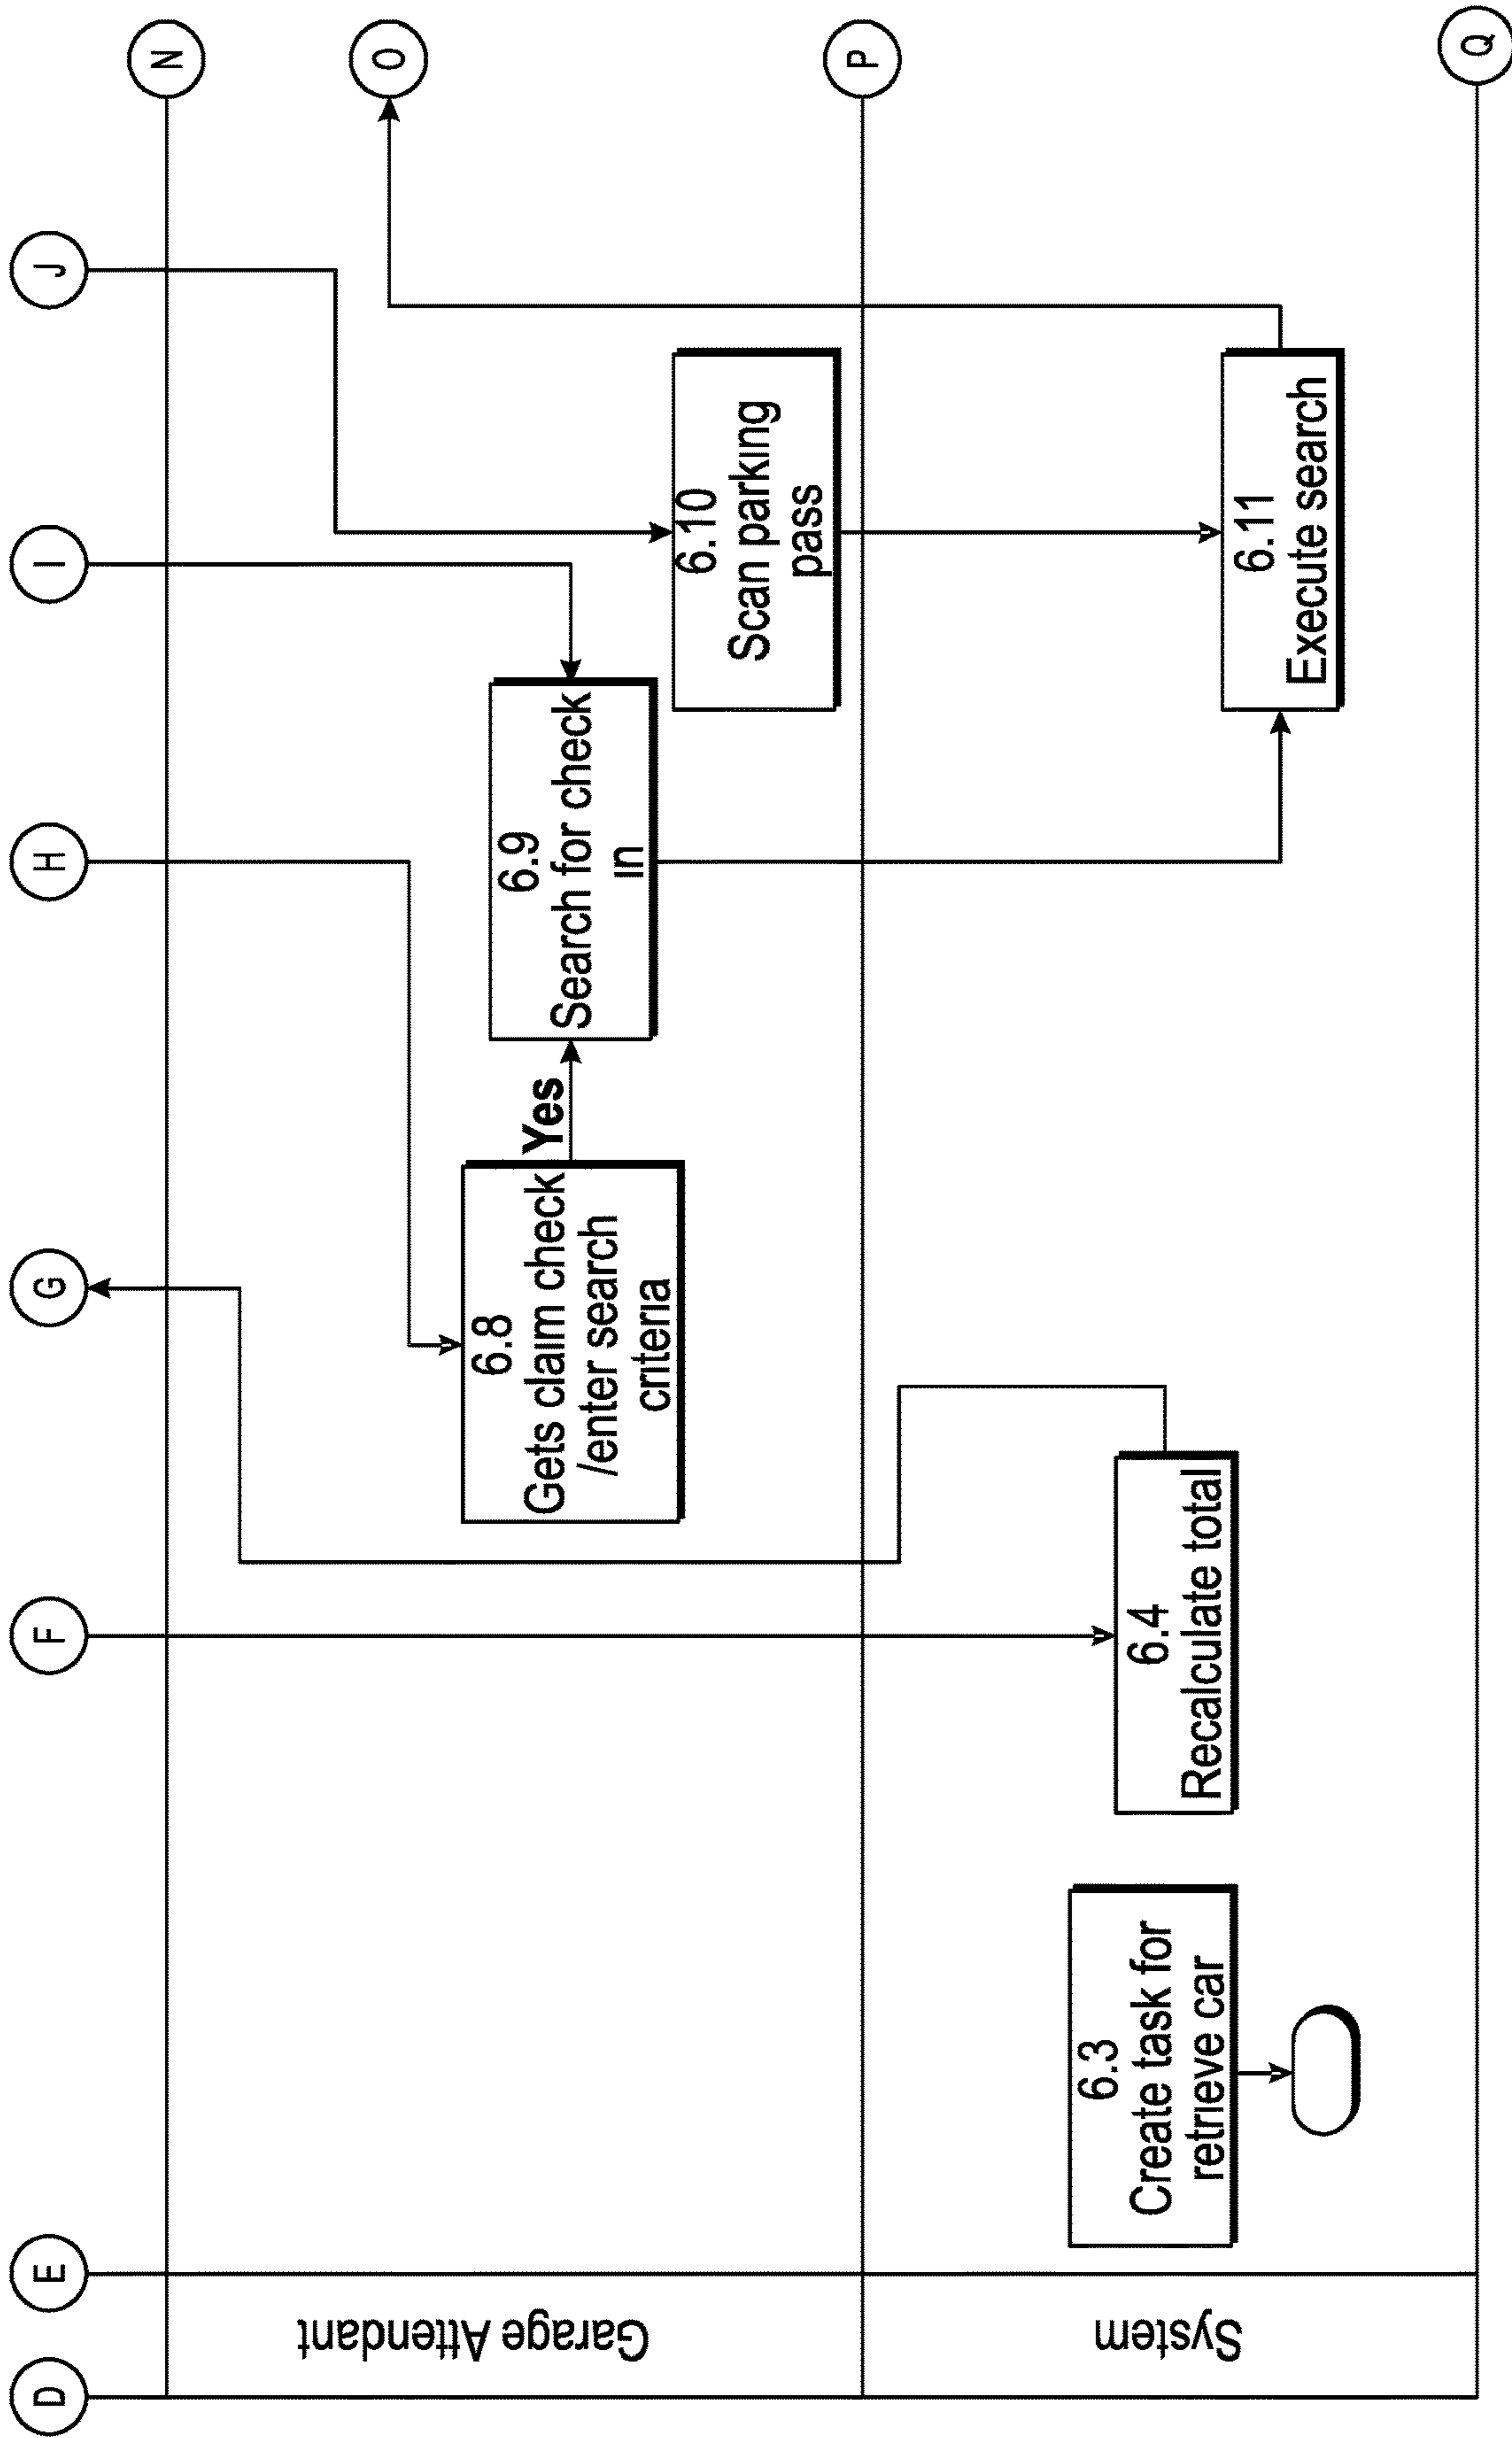 D
E
F
G
H
I
J
N
Garage Attendant
6.8
Gets claim check
/enter search
criteria
Yes
6.9
Search for check
in
6.10
Scan parking
pass
O
P
System
6.3
Create task for
retrieve car
6.4
Recalculate total
6.11
Execute search
Q